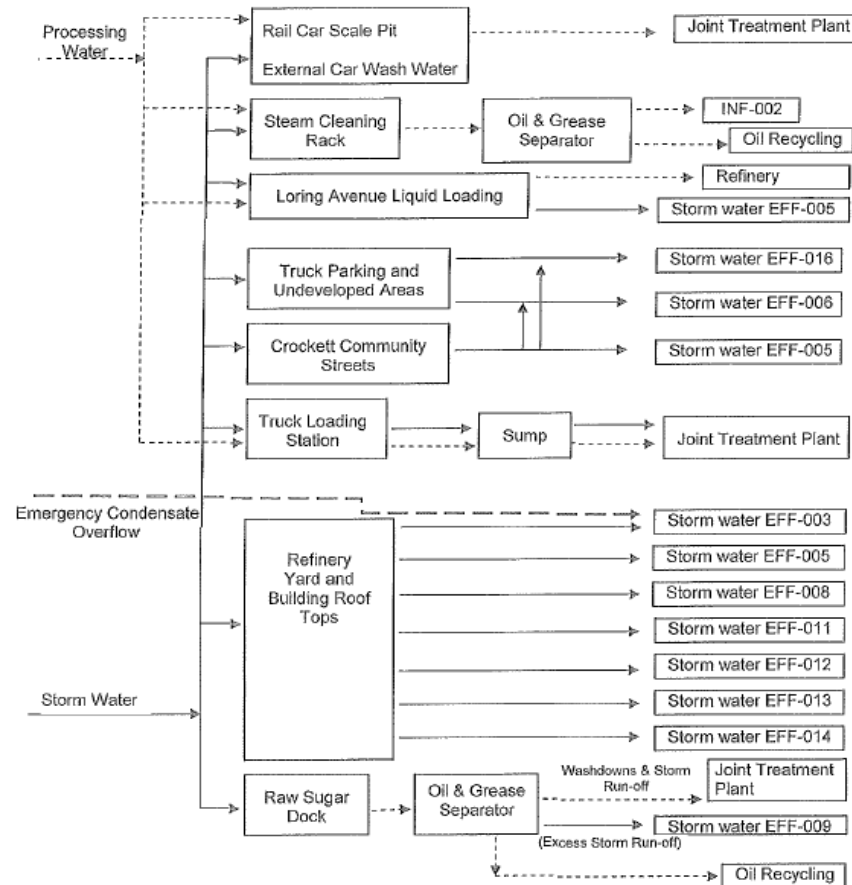 Processing
Water
Rail Car Scale Pit
External Car Wash Water
Joint Treatment Plant
Steam Cleaning
Rack
Oil & Grease
Separator
INF-002
Oil Recycling
Loring Avenue Liquid Loading
Refinery
Storm water EFF-005
Truck Parking and
Undeveloped Areas
Storm water EFF-016
Storm water EFF-006
Crockett Community
Streets
Storm water EFF-005
Truck Loading
Station
Sump
Joint Treatment Plant
Emergency Condensate
Overflow
Storm water EFF-003
Refinery
Yard and
Building Roof
Tops
Storm water EFF-005
Storm water EFF-008
Storm water EFF-011
Storm water EFF-012
Storm water EFF-013
Storm water EFF-014
Storm Water
Raw Sugar
Dock
Oil & Grease
Separator
Washdowns & Storm
Run-off
Joint Treatment
Plant
Storm water EFF-009
(Excess Storm Run-off)
Oil Recycling